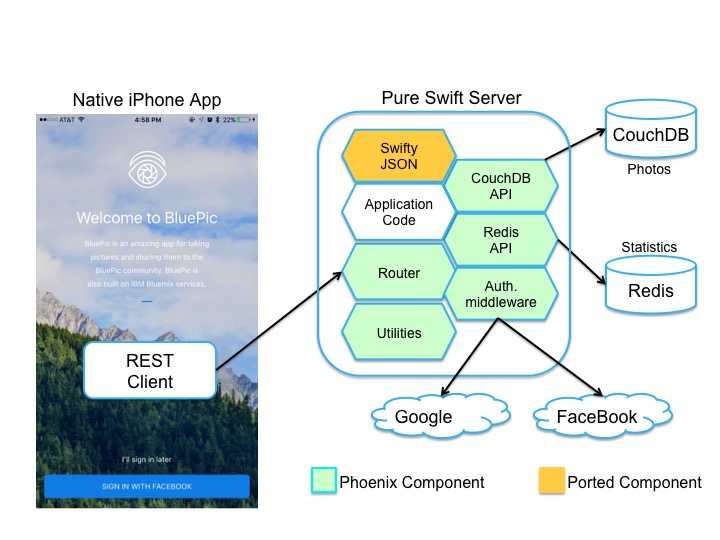 Native iPhone App
Pure Swift Server
●●○○○ AT&T
4:58 PM
22%
Welcome to BluePic
BluePic is an amazing app for taking
pictures and sharing them to the
BluePic community. BluePic is
also built on IBM Bluemix services.
REST
Client
I'll sign in later
SIGN IN WITH FACEBOOK
Swifty
JSON
Application
Code
Router
Utilities
CouchDB
API
Redis
API
Auth.
middleware
CouchDB
Photos
Statistics
Redis
Google
FaceBook
Phoenix Component
Ported Component